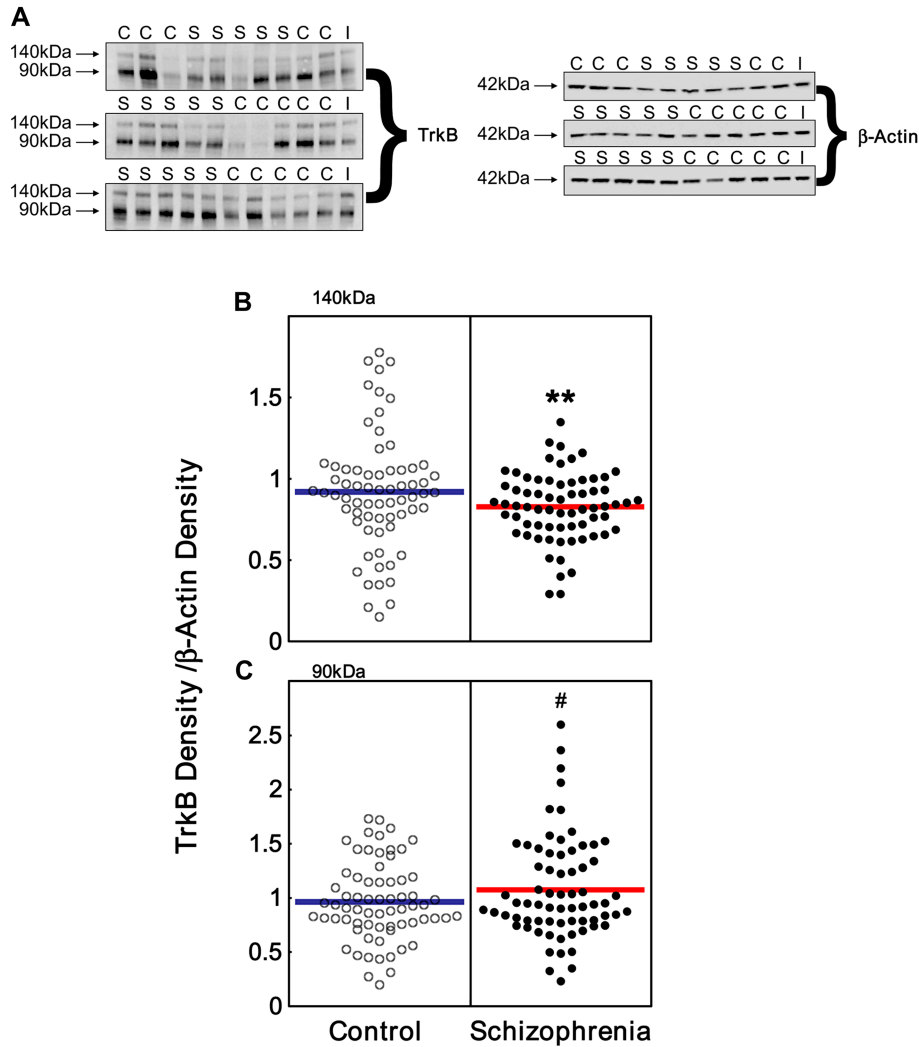 A
C C C S S S S S C C I
140kDa
90kDa
S S S S S C C C C C I
140kDa
90kDa
S S S S S C C C C C I
140kDa
90kDa
TrkB
C C C S S S S S C C I
42kDa
S S S S S C C C C C I
42kDa
S S S S S C C C C C I
42kDa
β-Actin
B
140kDa
1.5
1
0.5
0
**
TrkB Density /β-Actin Density
C
90kDa
2.5
2
1.5
1
0.5
0
#
Control Schizophrenia